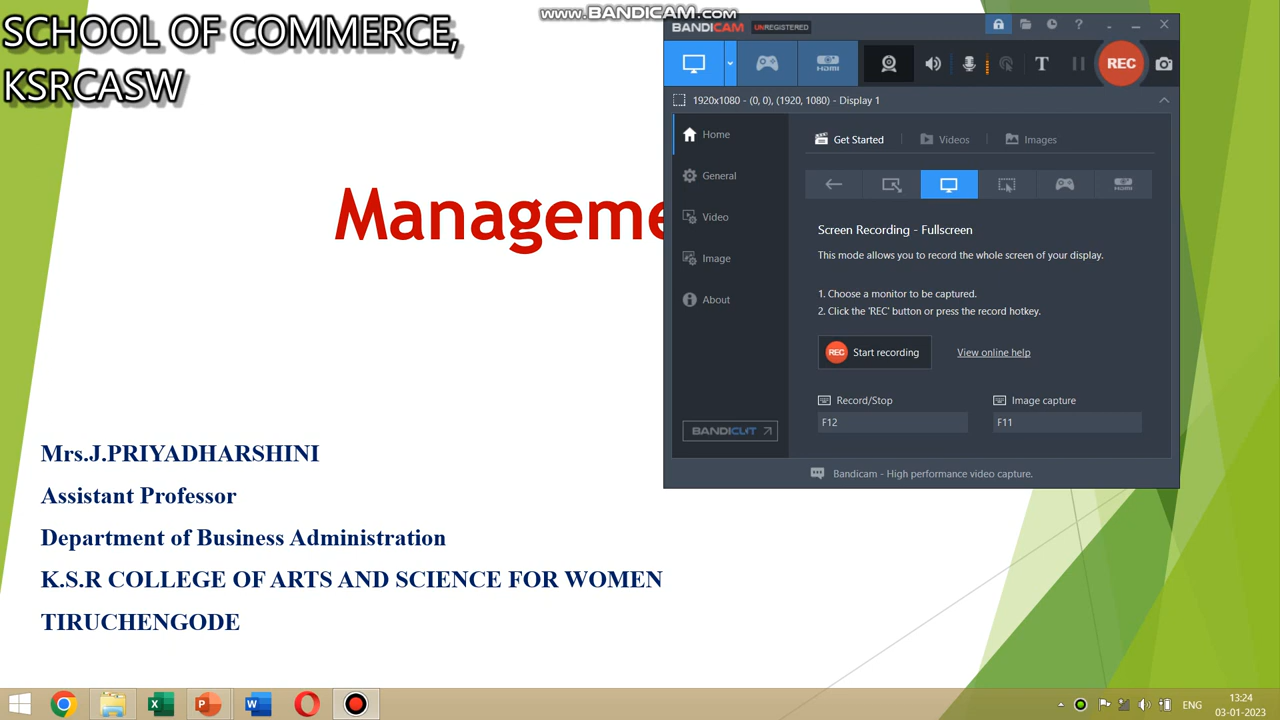 www.BANDICAM.com
SCHOOL OF COMMERCE,
KSRCASW
BANDICAM UNREGISTERED
?
HDMI
T
REC
1920x1080 - (0, 0), (1920, 1080) - Display 1
Home
General
Video
Image
About
BANDICUT
Get Started
Videos
Images
HDMI
Screen Recording - Fullscreen
This mode allows you to record the whole screen of your display.
1. Choose a monitor to be captured.
2. Click the 'REC' button or press the record hotkey.
REC Start recording
View online help
Record/Stop
Image capture
F12
F11
Bandicam - High performance video capture.
Mrs.J.PRIYADHARSHINI
Assistant Professor
Department of Business Administration
K.S.R COLLEGE OF ARTS AND SCIENCE FOR WOMEN
TIRUCHENGODE
ENG
13:24
03-01-2023